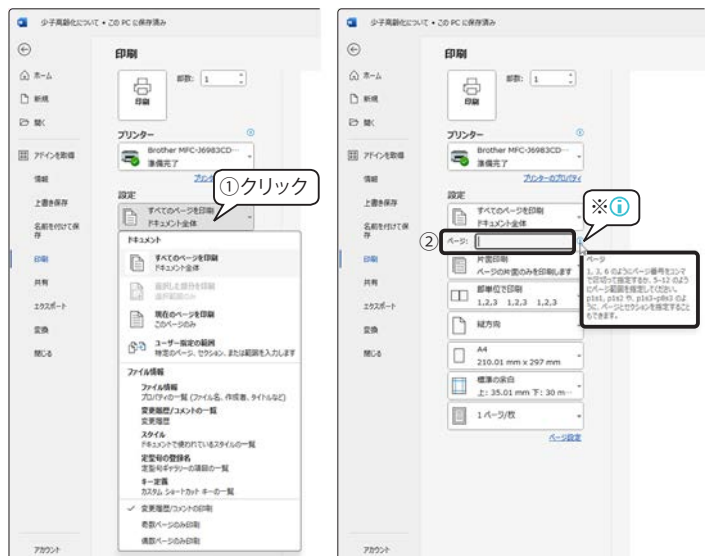 少子高齢化について • この PC に保存済み
印刷
ホーム
新規
開く
アドインを取得
情報
上書き保存
名前を付けて保
存
印刷
共有
エクスポート
変換
閉じる
アカウント
印刷
部数: 1
プリンター
Brother MFC-J6983CD…
準備完了
①クリック
設定
すべてのページを印刷
ドキュメント全体
ドキュメント
すべてのページを印刷
ドキュメント全体
選択した部分を印刷
選択範囲のみ
現在のページを印刷
このページのみ
ユーザー指定の範囲
特定のページ、セクション、または範囲を入力します
ファイル情報
ファイル情報
プロパティの一覧 (ファイル名、作成者、タイトルなど)
変更履歴/コメントの一覧
変更履歴
スタイル
ドキュメントで使われているスタイルの一覧
定型句の登録名
定型句ギャラリーの項目の一覧
キー定義
カスタム ショートカット キーの一覧
変更履歴/コメントの印刷
奇数ページのみ印刷
偶数ページのみ印刷
少子高齢化について • この PC に保存済み
印刷
ホーム
新規
開く
アドインを取得
情報
上書き保存
名前を付けて保
存
印刷
共有
エクスポート
変換
閉じる
アカウント
印刷
部数: 1
プリンター
Brother MFC-J6983CD…
準備完了
プリンターのプロパティ
設定
すべてのページを印刷
ドキュメント全体
※ⓘ
② ページ:
片面印刷
ページの片面のみを印刷します
部単位で印刷
1,2,3 1,2,3 1,2,3
縦方向
A4
210.01 mm x 297 mm
標準の余白
上: 35.01 mm 下: 30 m…
1 ページ/枚
ページ設定
ページ
1, 3, 6 のようにページ番号をコンマ
で区切って指定するか、5-12 のよう
にページ範囲を指定してください。
p1s1, p1s2 や、p1s3-p8s3 のよ
うに、ページとセクションを指定すること
もできます。